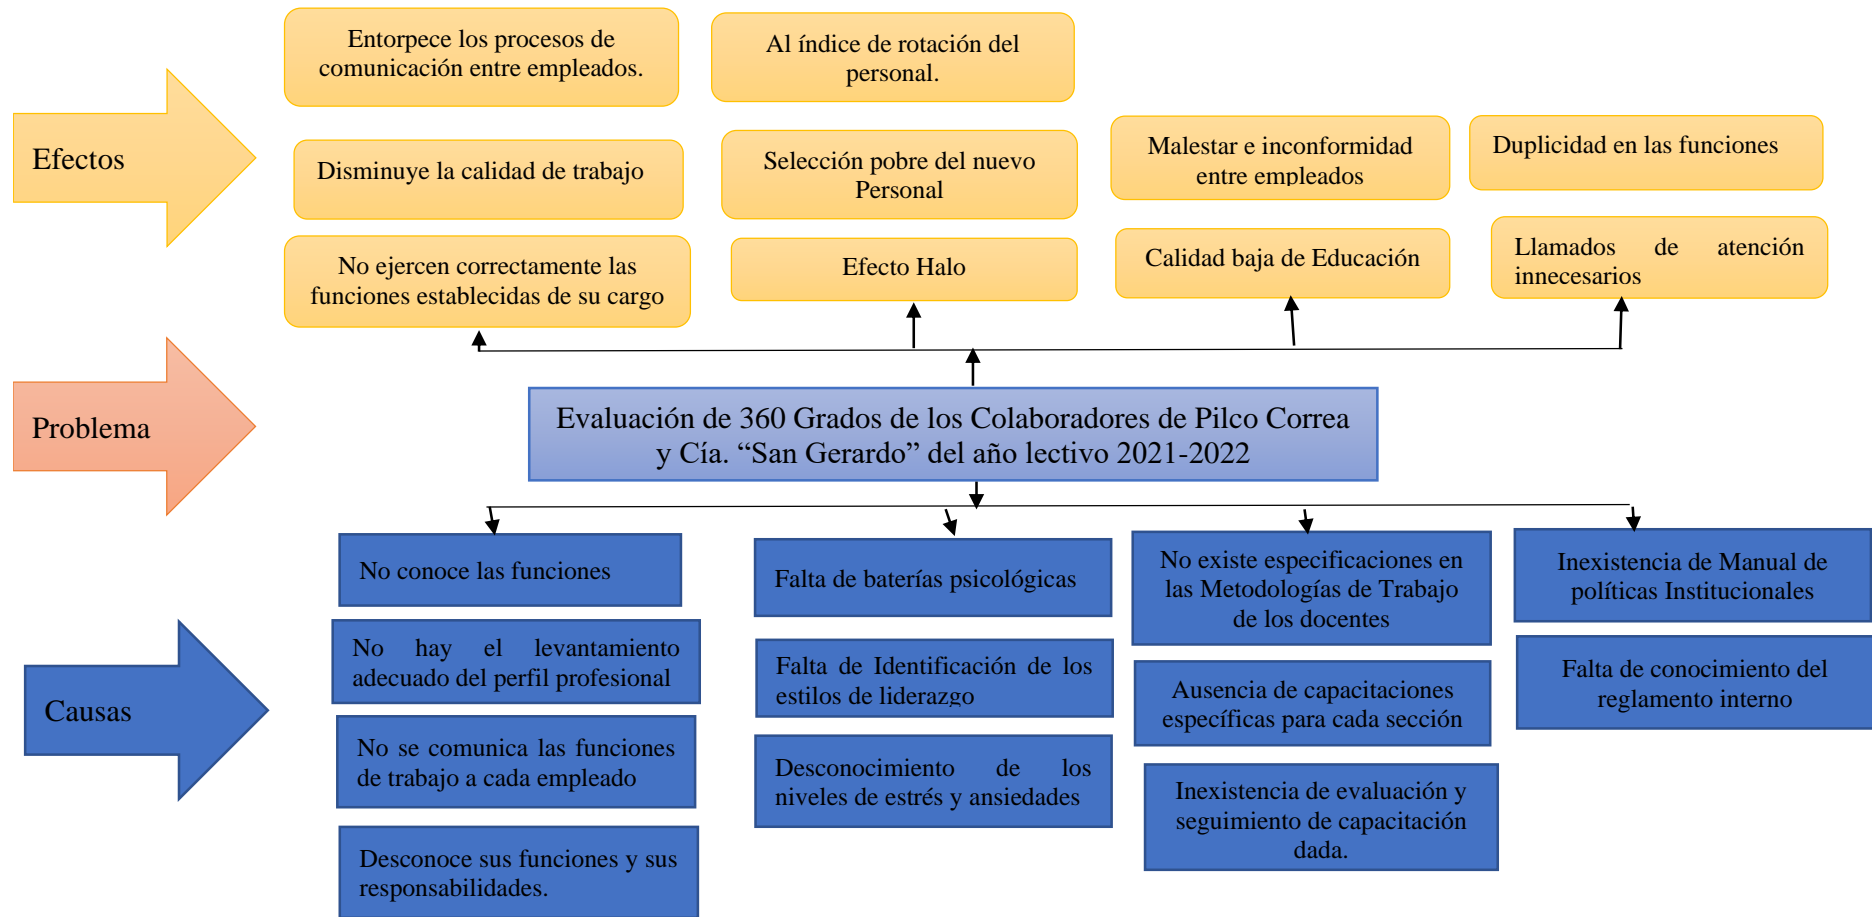 Entorpece los procesos de
comunicación entre empleados.
Al índice de rotación del
personal.
Efectos
Disminuye la calidad de trabajo
Selección pobre del nuevo
Personal
Malestar e inconformidad
entre empleados
Duplicidad en las funciones
No ejercen correctamente las
funciones establecidas de su cargo
Efecto Halo
Calidad baja de Educación
Llamados de atención
innecesarios
Problema
Evaluación de 360 Grados de los Colaboradores de Pilco Correa
y Cía. “San Gerardo” del año lectivo 2021-2022
Causas
No conoce las funciones
Falta de baterías psicológicas
No existe especificaciones en
las Metodologías de Trabajo
de los docentes
Inexistencia de Manual de
políticas Institucionales
No hay el levantamiento
adecuado del perfil profesional
Falta de Identificación de los
estilos de liderazgo
Ausencia de capacitaciones
específicas para cada sección
Falta de conocimiento del
reglamento interno
No se comunica las funciones
de trabajo a cada empleado
Desconocimiento de los
niveles de estrés y ansiedades
Inexistencia de evaluación y
seguimiento de capacitación
dada.
Desconoce sus funciones y sus
responsabilidades.